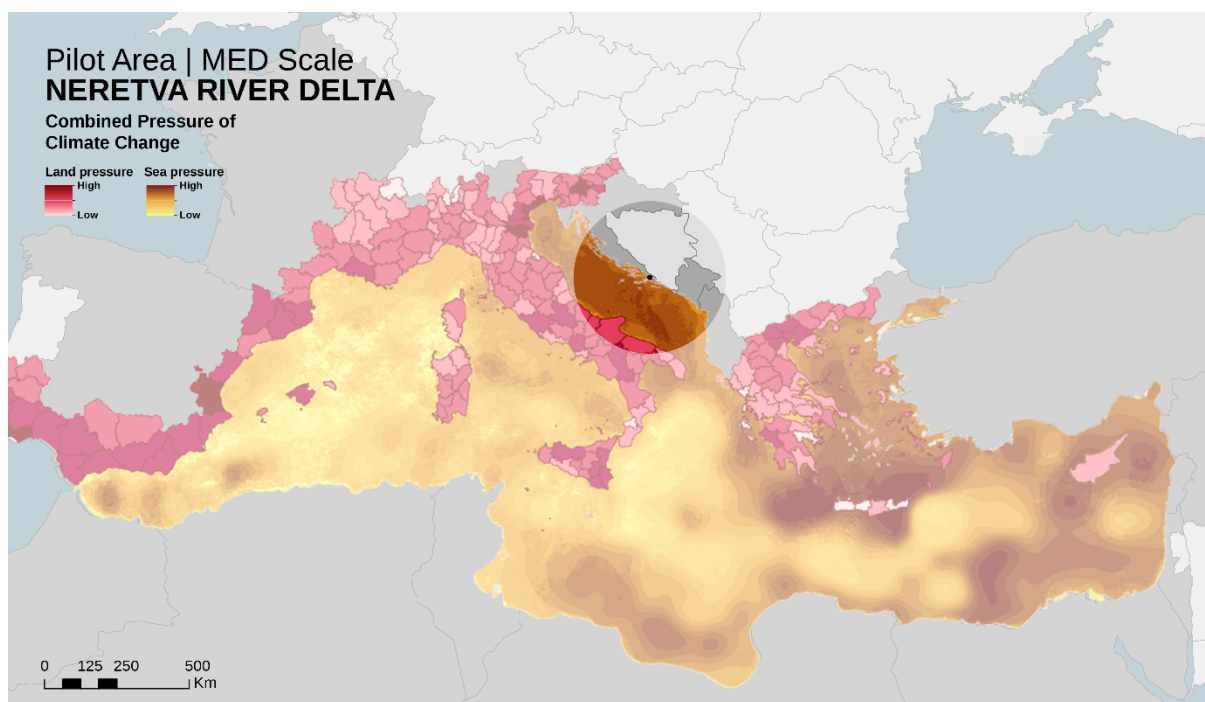 Pilot Area | MED Scale
NERETVA RIVER DELTA
Combined Pressure of
Climate Change
Land pressure Sea pressure
High High
Low Low
0 125 250 500
Km